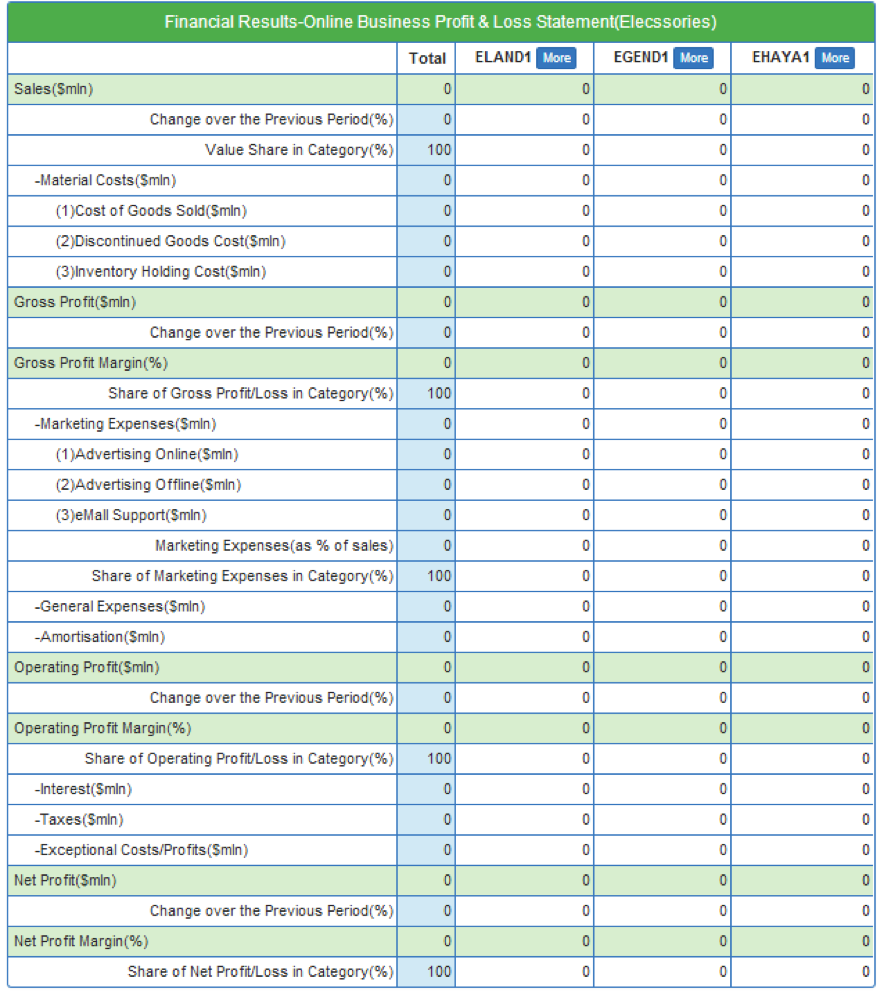 Financial Results-Online Business Profit & Loss Statement(Elecssories)
Total ELAND1 More EGEND1 More EHAYA1 More
Sales($mln) 0 0 0 0
Change over the Previous Period(%) 0 0 0 0
Value Share in Category(%) 100 0 0 0
-Material Costs($mln) 0 0 0 0
(1)Cost of Goods Sold($mln) 0 0 0 0
(2)Discontinued Goods Cost($mln) 0 0 0 0
(3)Inventory Holding Cost($mln) 0 0 0 0
Gross Profit($mln) 0 0 0 0
Change over the Previous Period(%) 0 0 0 0
Gross Profit Margin(%) 0 0 0 0
Share of Gross Profit/Loss in Category(%) 100 0 0 0
-Marketing Expenses($mln) 0 0 0 0
(1)Advertising Online($mln) 0 0 0 0
(2)Advertising Offline($mln) 0 0 0 0
(3)eMall Support($mln) 0 0 0 0
Marketing Expenses(as % of sales) 0 0 0 0
Share of Marketing Expenses in Category(%) 100 0 0 0
-General Expenses($mln) 0 0 0 0
-Amortisation($mln) 0 0 0 0
Operating Profit($mln) 0 0 0 0
Change over the Previous Period(%) 0 0 0 0
Operating Profit Margin(%) 0 0 0 0
Share of Operating Profit/Loss in Category(%) 100 0 0 0
-Interest($mln) 0 0 0 0
-Taxes($mln) 0 0 0 0
-Exceptional Costs/Profits($mln) 0 0 0 0
Net Profit($mln) 0 0 0 0
Change over the Previous Period(%) 0 0 0 0
Net Profit Margin(%) 0 0 0 0
Share of Net Profit/Loss in Category(%) 100 0 0 0